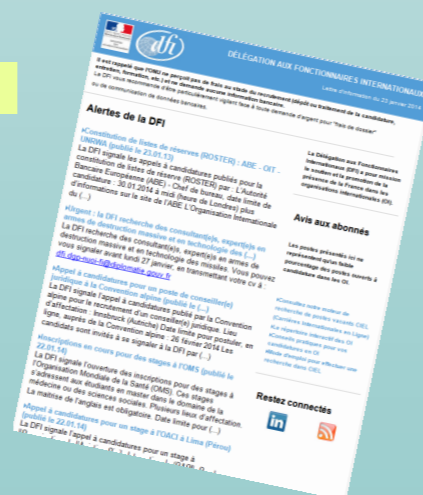 dfi
DÉLÉGATION AUX FONCTIONNAIRES INTERNATIONAUX
Lettre d'information du 23 janvier 2014
Il est rappelé que l'ONU ne perçoit pas de frais au stade du recrutement (dépôt ou traitement de la candidature,
entretien, formation, etc.) et ne demande aucune information bancaire.
La DFI vous recommande d'être particulièrement vigilant face à toute demande d'argent pour "frais de dossier"
ou de communication de données bancaires.
Alertes de la DFI
»Constitution de listes de réserves (ROSTER) : ABE - OIT -
UNRWA (publié le 23.01.13)
La DFI signale les appels à candidatures publiés pour la
constitution de listes de réserve (ROSTER) par : L'Autorité
Bancaire Européenne (ABE) - Chef de bureau, date limite de
candidature : 30.01.2014 à midi (heure de Londres) plus
d'informations sur le site de l'ABE L'Organisation Internationale
du (...)
»Urgent : la DFI recherche des consultant(e)s, expert(e)s en
armes de destruction massive et en technologie des (...)
La DFI recherche des consultant(e)s, expert(e)s en armes de
destruction massive et en technologie des missiles. Vous pouvez
vous signaler avant lundi 27 janvier, en transmettant votre cv à :
»Appel à candidatures pour un poste de conseiller(e)
juridique à la Convention alpine (publié le (...)
La DFI signale l'appel à candidatures publié par la Convention
alpine pour le recrutement d'un conseiller(e) juridique. Lieu
d'affectation : Innsbruck (Autriche) Date limite pour postuler, en
ligne, auprès de la Convention alpine : 26 février 2014 Les
candidats sont invités à se signaler à la DFI par (...)
»Inscriptions en cours pour des stages à l'OMS (publié le
22.01.14)
La DFI signale l'ouverture des inscriptions pour des stages à
l'Organisation Mondiale de la Santé (OMS). Ces stages
s'adressent aux étudiants en master dans le domaine de la
médecine ou des sciences sociales. Plusieurs lieux d'affectation.
La maîtrise de l'anglais est obligatoire. Date limite pour (...)
»Appel à candidatures pour un stage à l'OACI à Lima (Pérou)
(publié le 22.01.14)
La DFI signale l'appel à candidatures pour un stage à
La Délégation aux Fonctionnaires
Internationaux (DFI) a pour mission
le soutien et la promotion de la
présence de la France dans les
organisations internationales (OI).
Avis aux abonnés
Les postes présentés ici ne
représentent qu'un faible
pourcentage des postes ouverts à
candidature dans les OI.
»Consultez notre moteur de
recherche de postes vacants CIEL
(Carrières Internationales en Ligne)
»Le répertoire interactif des OI
»Conseils pratiques pour vos
candidatures en OI
»Mode d'emploi pour effectuer une
recherche dans CIEL
Restez connectés
in